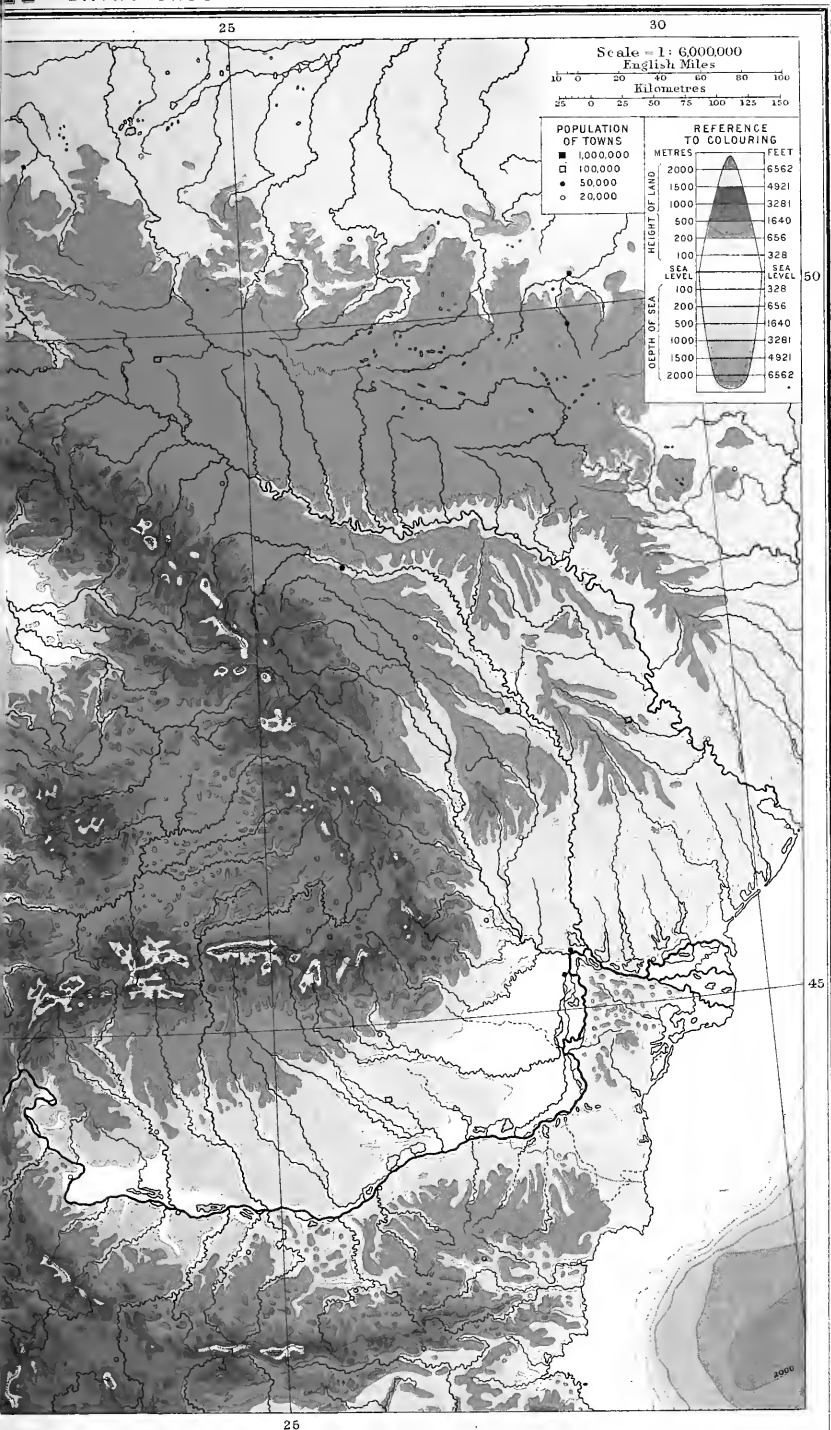 25 30
Scale = 1: 6,000,000
English Miles
10 0 20 40 60 80 100
Kilometres
25 0 25 50 75 100 125 150
POPULATION
OF TOWNS
1,000,000
100,000
50,000
20,000
REFERENCE
TO COLOURING
METRES FEET
HEIGHT OF LAND
2000 6562
1500 4921
1000 3281
500 1640
200 656
100 328
SEA LEVEL SEA LEVEL
DEPTH OF SEA
100 328
200 656
500 1640
1000 3281
1500 4921
2000 6562
50
45
2000
25